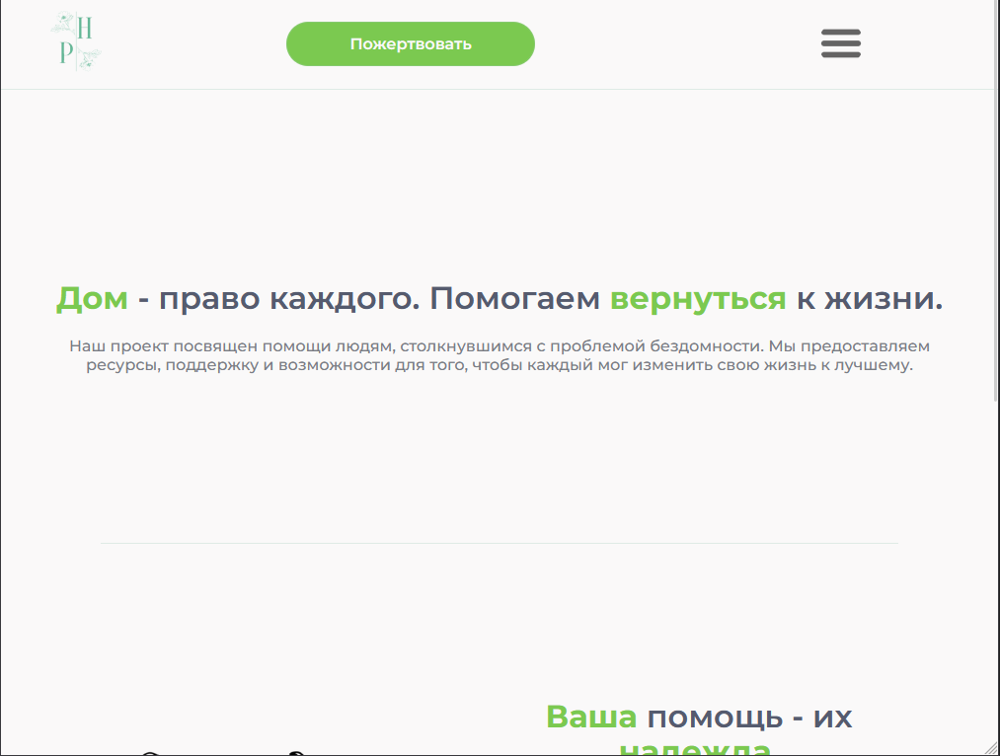 Н
Р
Пожертвовать
Дом - право каждого. Помогаем вернуться к жизни.
Наш проект посвящен помощи людям, столкнувшимся с проблемой бездомности. Мы предоставляем
ресурсы, поддержку и возможности для того, чтобы каждый мог изменить свою жизнь к лучшему.
Ваша помощь - их
надежда